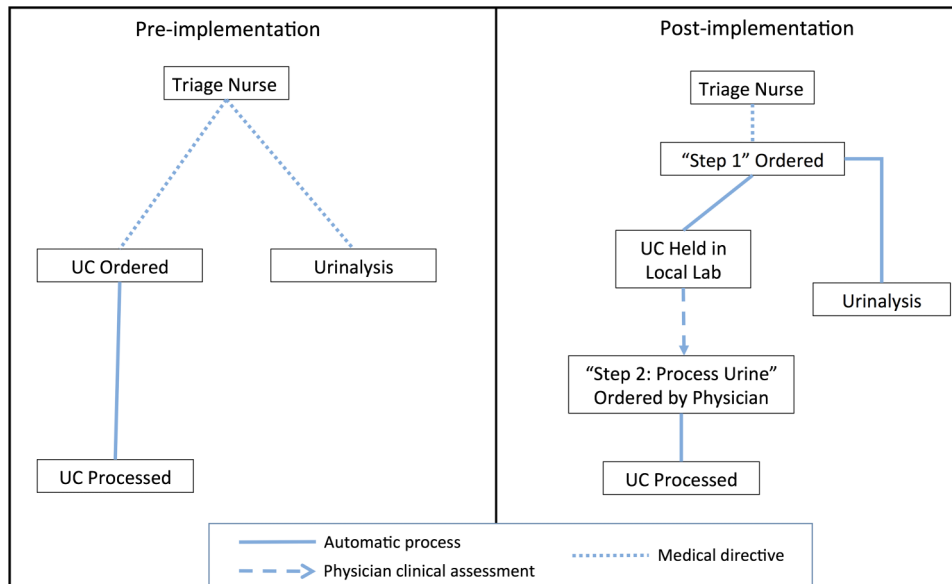 Pre-implementation
Triage Nurse
UC Ordered
Urinalysis
UC Processed
Post-implementation
Triage Nurse
“Step 1” Ordered
UC Held in
Local Lab
Urinalysis
“Step 2: Process Urine”
Ordered by Physician
UC Processed
Automatic process
Physician clinical assessment
Medical directive